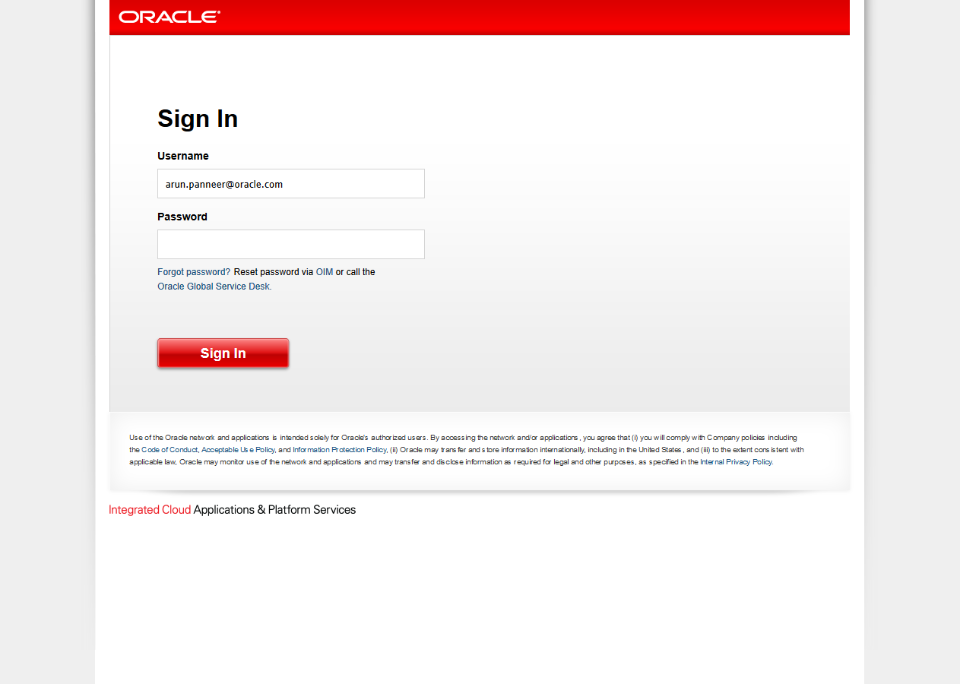 ORACLE
Sign In
Username
arun.panneer@oracle.com
Password
Forgot password? Reset password via OIM or call the
Oracle Global Service Desk.
Sign In
Use of the Oracle network and applications is intended solely for Oracle's authorized users. By accessing the network and/or applications, you agree that (i) you will comply with Company policies including
the Code of Conduct, Acceptable Use Policy, and Information Protection Policy, (ii) Oracle may transfer and store information internationally, including in the United States, and (iii) to the extent consistent with
applicable law, Oracle may monitor use of the network and applications and may transfer and disclose information as required for legal and other purposes, as specified in the Internal Privacy Policy.
Integrated Cloud Applications & Platform Services